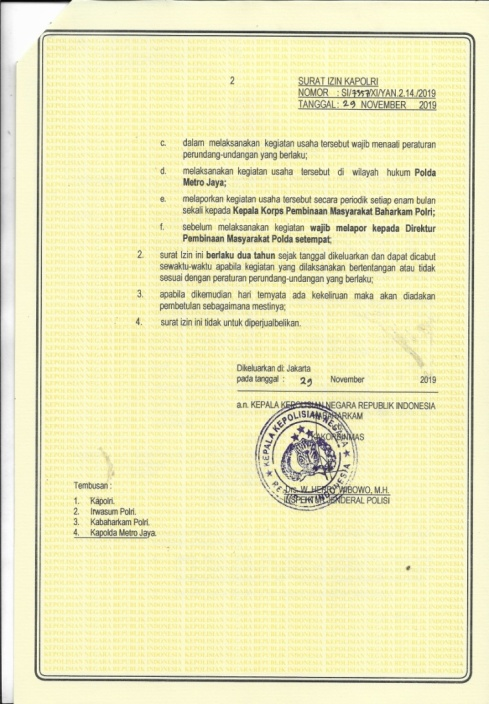 2
SURAT IZIN KAPOLRI
NOMOR : SI/7357/XI/YAN.2.14./2019
TANGGAL : 29 NOVEMBER 2019
c. dalam melaksanakan kegiatan usaha tersebut wajib menaati peraturan
perundang-undangan yang berlaku;
d. melaksanakan kegiatan usaha tersebut di wilayah hukum Polda
Metro Jaya;
e. melaporkan kegiatan usaha tersebut secara periodik setiap enam bulan
sekali kepada Kepala Korps Pembinaan Masyarakat Baharkam Polri;
f. sebelum melaksanakan kegiatan wajib melapor kepada Direktur
Pembinaan Masyarakat Polda setempat;
2. surat Izin ini berlaku dua tahun sejak tanggal dikeluarkan dan dapat dicabut
sewaktu-waktu apabila kegiatan yang dilaksanakan bertentangan atau tidak
sesuai dengan peraturan perundang-undangan yang berlaku;
3. apabila dikemudian hari ternyata ada kekeliruan maka akan diadakan
pembetulan sebagaimana mestinya;
4. surat izin ini tidak untuk diperjualbelikan.
Dikeluarkan di: Jakarta
pada tanggal : 29 November 2019
a.n. KEPALA KEPOLISIAN NEGARA REPUBLIK INDONESIA
KEPALA KEPOLISIAN NEGARA
Drs. W. HERRY WIBOWO, M.H.
INSPEKTUR JENDERAL POLISI
Tembusan :
1. Kapolri.
2. Irwasum Polri.
3. Kabaharkam Polri.
4. Kapolda Metro Jaya.